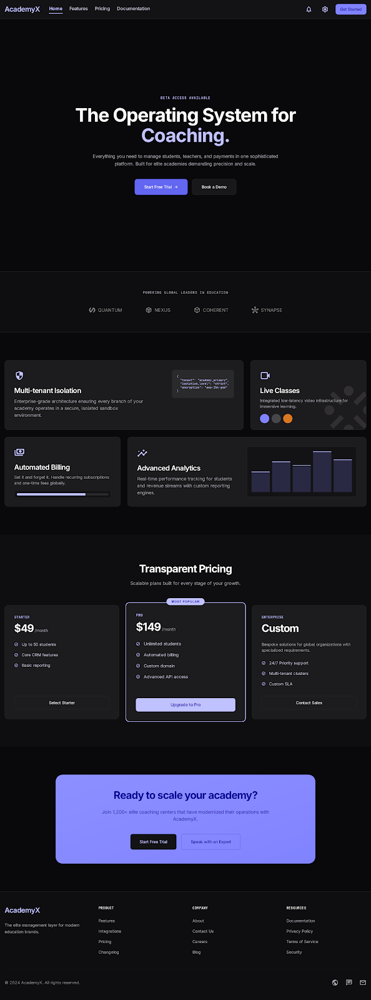 AcademyX
Home
Features
Pricing
Documentation
Get Started
BETA ACCESS AVAILABLE
The Operating System for
Coaching.
Everything you need to manage students, teachers, and payments in one sophisticated
platform. Built for elite academies demanding precision and scale.
Start Free Trial →
Book a Demo
POWERING GLOBAL LEADERS IN EDUCATION
QUANTUM
NEXUS
COHERENT
SYNAPSE
Multi-tenant Isolation
Enterprise-grade architecture ensuring every branch of your
academy operates in a secure, isolated sandbox
environment.
{
"tenant": "academy_primary",
"isolation_level": "strict",
"encryption": "aes-256-gcm"
}
Live Classes
Integrated low-latency video infrastructure for
immersive learning.
Automated Billing
Set it and forget it. Handle recurring subscriptions
and one-time fees globally.
Advanced Analytics
Real-time performance tracking for students
and revenue streams with custom reporting
engines.
Transparent Pricing
Scalable plans built for every stage of your growth.
STARTER
$49/month
Up to 50 students
Core CRM features
Basic reporting
Select Starter
MOST POPULAR
PRO
$149/month
Unlimited students
Automated billing
Custom domain
Advanced API access
Upgrade to Pro
ENTERPRISE
Custom
Bespoke solutions for global organizations with
specialized requirements.
24/7 Priority support
Multi-tenant clusters
Custom SLA
Contact Sales
Ready to scale your academy?
Join 1,200+ elite coaching centers that have modernized their operations with
AcademyX.
Start Free Trial
Speak with an Expert
AcademyX
The elite management layer for modern
education brands.
PRODUCT
Features
Integrations
Pricing
Changelog
COMPANY
About
Contact Us
Careers
Blog
RESOURCES
Documentation
Privacy Policy
Terms of Service
Security
© 2024 AcademyX. All rights reserved.